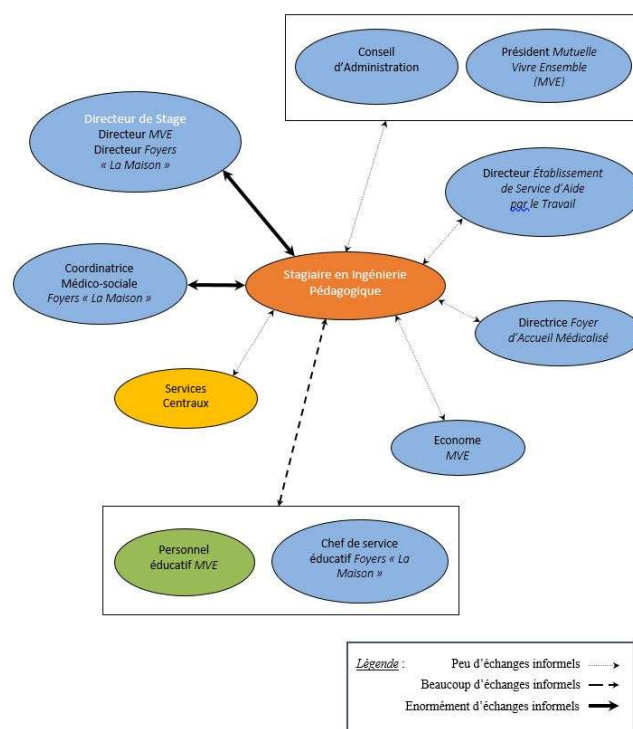 Conseil
d'Administration
Président Mutuelle
Vivre Ensemble
(MVE)
Directeur de Stage
Directeur MVE
Directeur Foyers
« La Maison »
Directeur Établissement
de Service d'Aide
par le Travail
Coordinatrice
Médico-sociale
Foyers « La Maison »
Stagiaire en Ingénierie
Pédagogique
Directrice Foyer
d'Accueil Médicalisé
Services
Centraux
Econome
MVE
Personnel
éducatif MVE
Chef de service
éducatif Foyers « La
Maison »
Légende :
Peu d'échanges informels
Beaucoup d'échanges informels
Enormément d'échanges informels